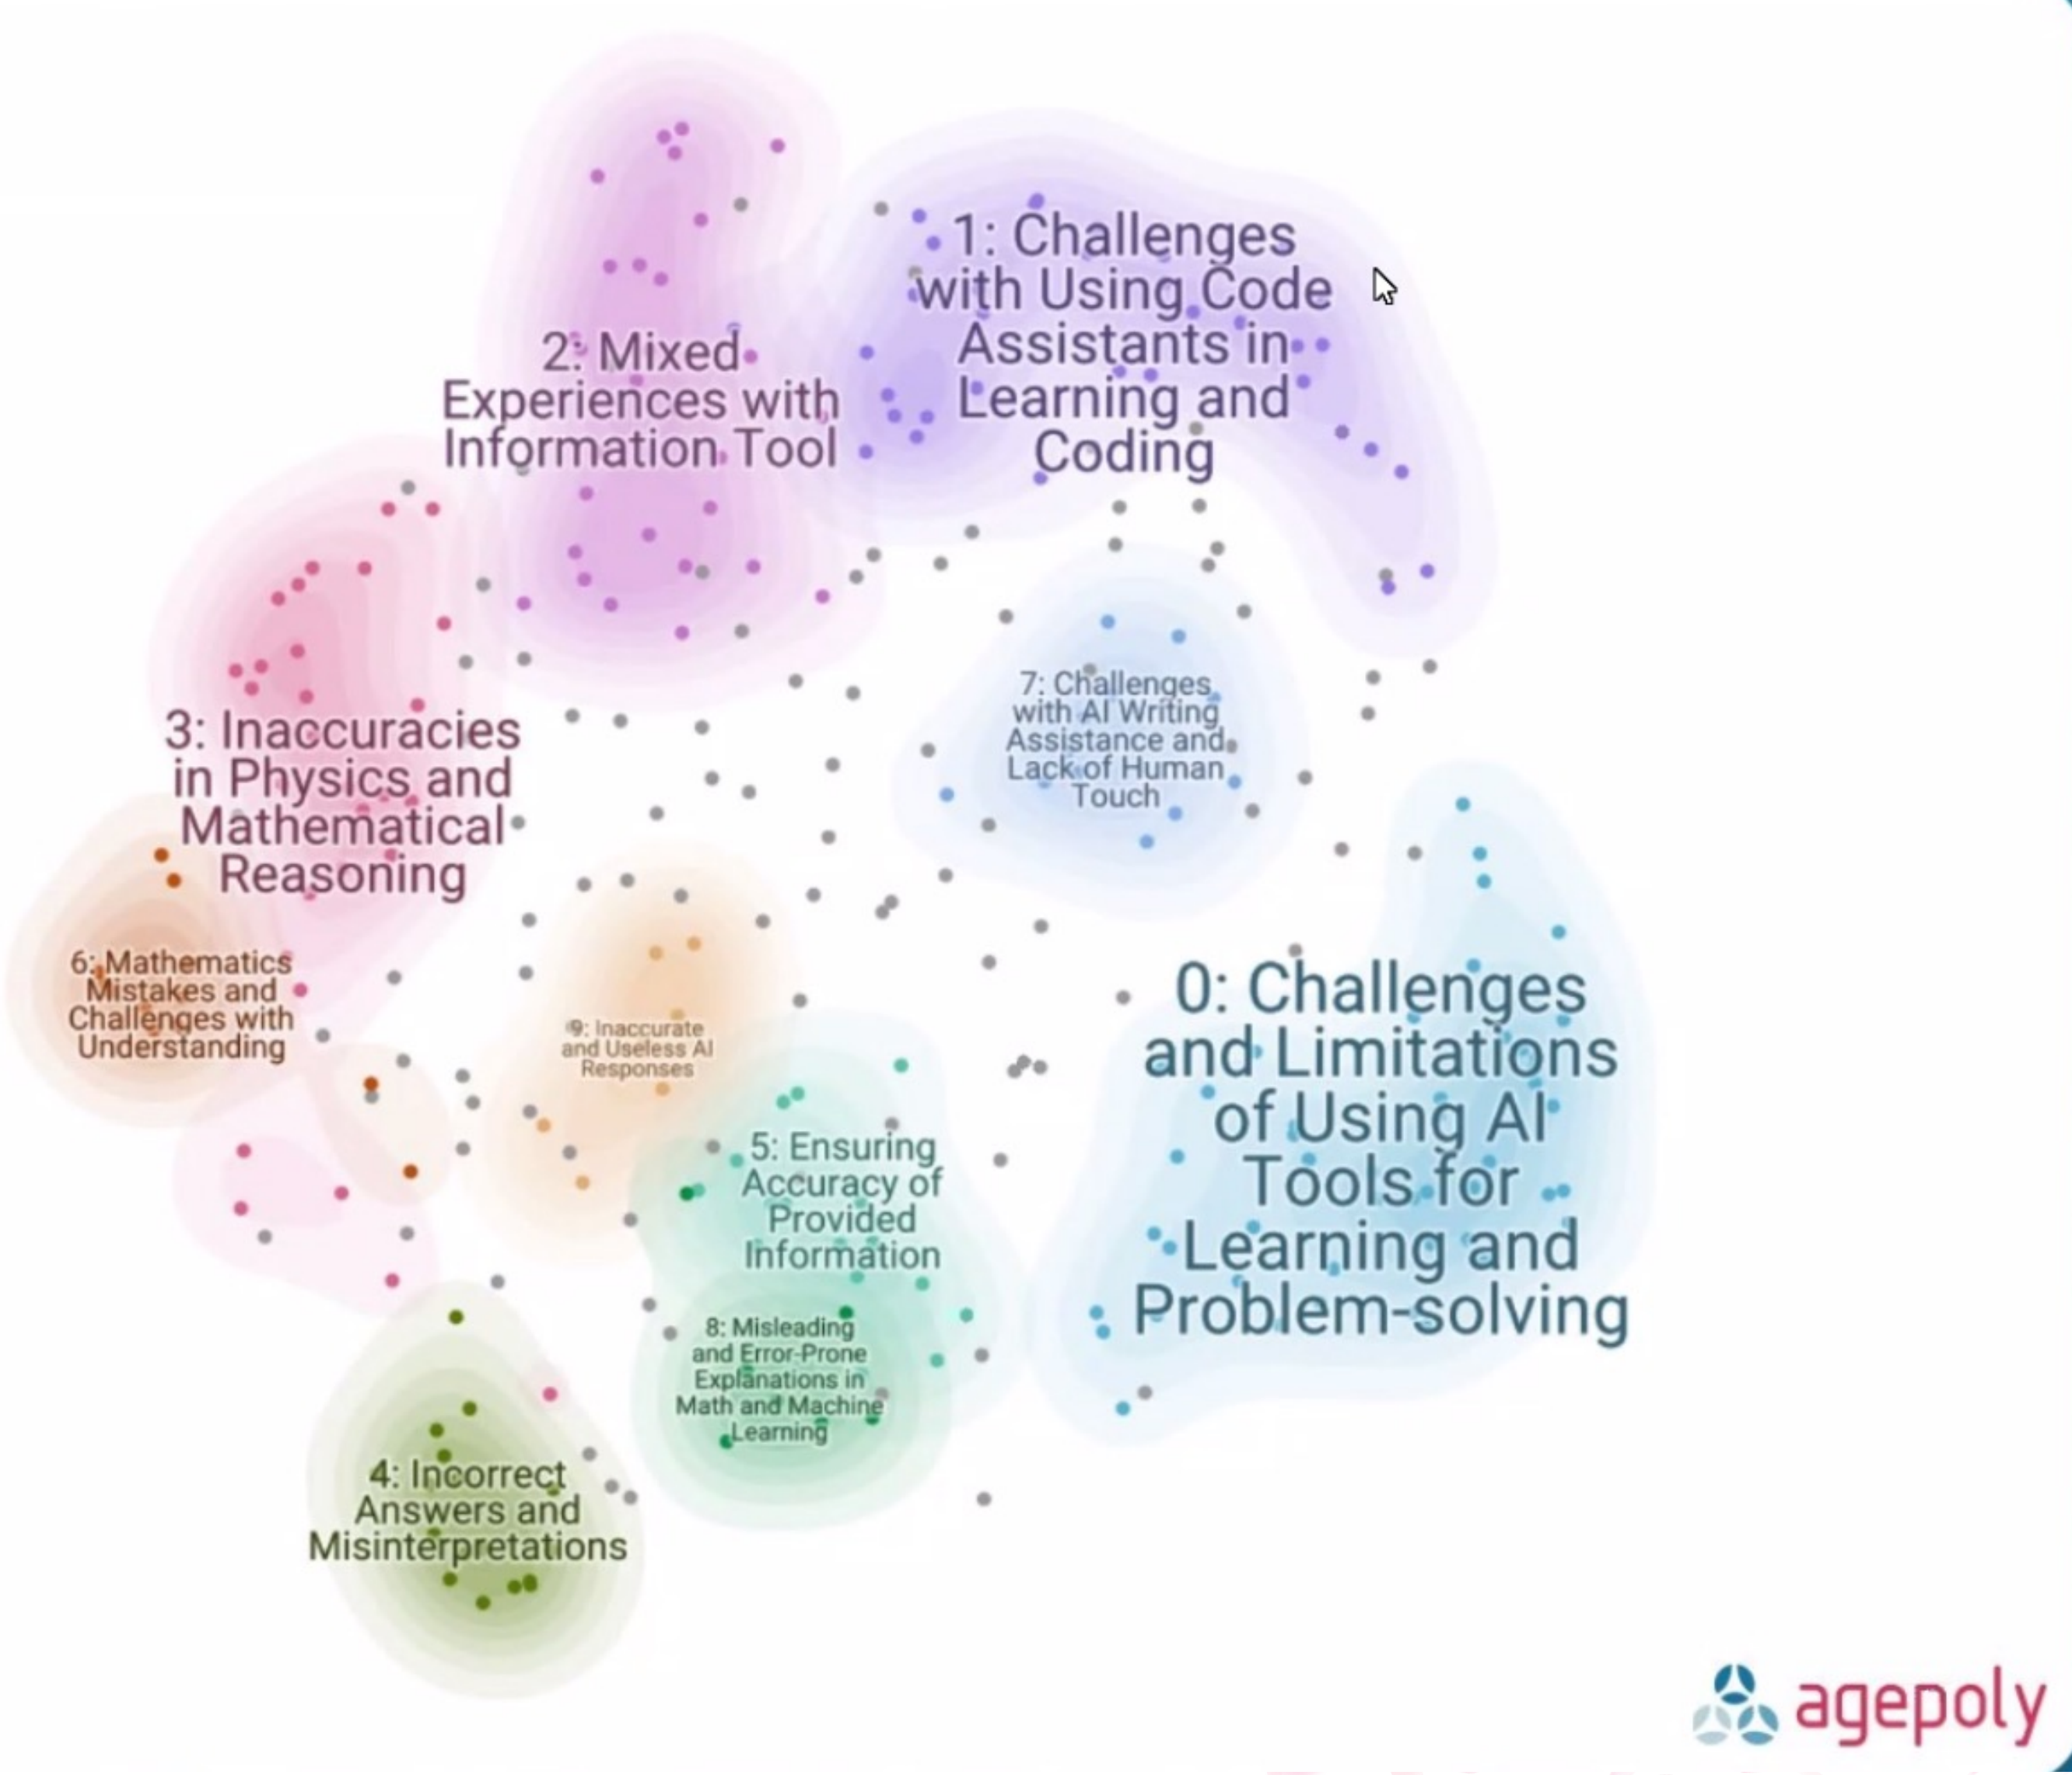 1: Challenges
with Using Code
Assistants in
Learning and
Coding
2: Mixed
Experiences with
Information Tool
7: Challenges
with AI Writing
Assistance and
Lack of Human
Touch
3: Inaccuracies
in Physics and
Mathematical
Reasoning
6: Mathematics
Mistakes and
Challenges with
Understanding
9: Inaccurate
and Useless AI
Responses
0: Challenges
and Limitations
of Using AI
Tools for
Learning and
Problem-solving
5: Ensuring
Accuracy of
Provided
Information
8: Misleading
and Error-Prone
Explanations in
Math and Machine
Learning
4: Incorrect
Answers and
Misinterpretations
agepoly